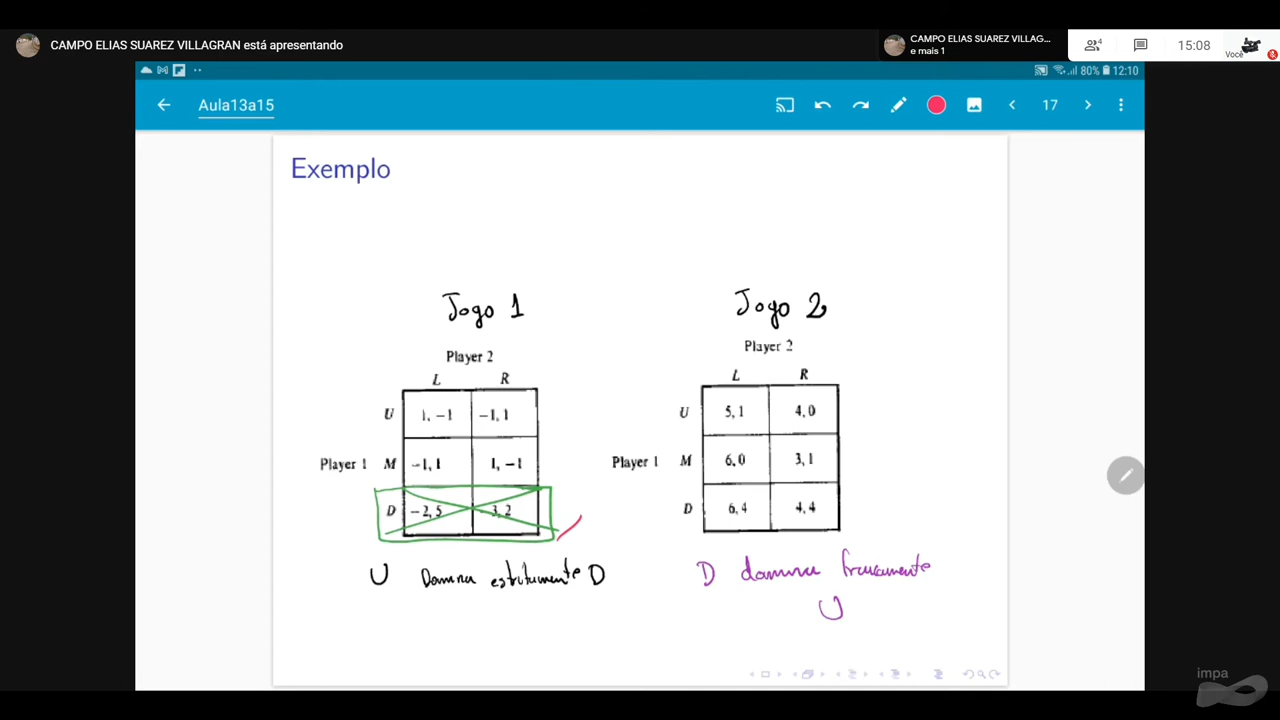 CAMPO ELIAS SUAREZ VILLAGRAN está apresentando
CAMPO ELIAS SUAREZ VILLAG...
e mais 1
4
15:08
Você
80% 12:10
Aula13a15
17
Exemplo
Jogo 1
Jogo 2
Player 2
L R
U 1, −1 −1, 1
Player 1 M −1, 1 1, −1
D −2, 5 −3, 2
U Domina estritamente D
Player 2
L R
U 5, 1 4, 0
Player 1 M 6, 0 3, 1
D 6, 4 4, 4
D domina fracamente
U
impa